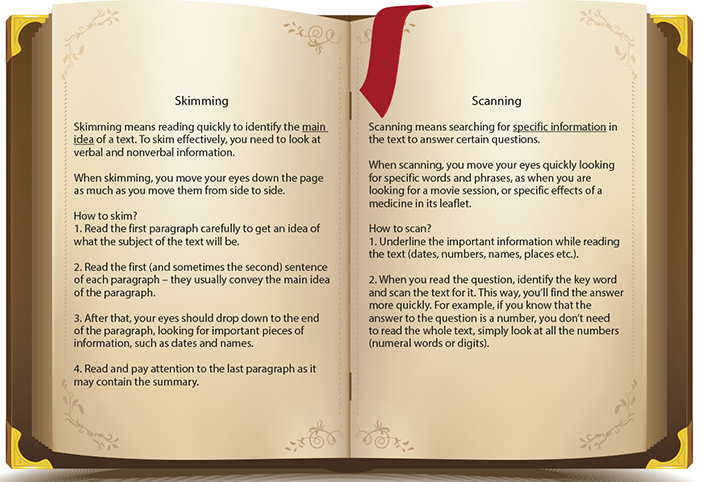 Skimming
Skimming means reading quickly to identify the main
idea of a text. To skim effectively, you need to look at
verbal and nonverbal information.
When skimming, you move your eyes down the page
as much as you move them from side to side.
How to skim?
1. Read the first paragraph carefully to get an idea of
what the subject of the text will be.
2. Read the first (and sometimes the second) sentence
of each paragraph – they usually convey the main idea
of the paragraph.
3. After that, your eyes should drop down to the end
of the paragraph, looking for important pieces of
information, such as dates and names.
4. Read and pay attention to the last paragraph as it
may contain the summary.
Scanning
Scanning means searching for specific information in
the text to answer certain questions.
When scanning, you move your eyes quickly looking
for specific words and phrases, as when you are
looking for a movie session, or specific effects of a
medicine in its leaflet.
How to scan?
1. Underline the important information while reading
the text (dates, numbers, names, places etc.).
2. When you read the question, identify the key word
and scan the text for it. This way, you’ll find the answer
more quickly. For example, if you know that the
answer to the question is a number, you don’t need
to read the whole text, simply look at all the numbers
(numeral words or digits).